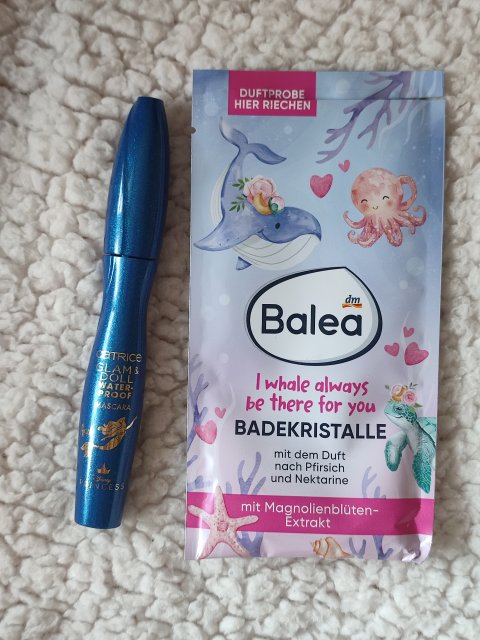 CATRICE
GLAM &
DOLL
WATER-
PROOF
MASCARA
Disney
PRINCESS
DUFTPROBE
HIER RIECHEN
dm
Balea
I whale always
be there for you
BADEKRISTALLE
mit dem Duft
nach Pfirsich
und Nektarine
mit Magnolienblüten-
Extrakt